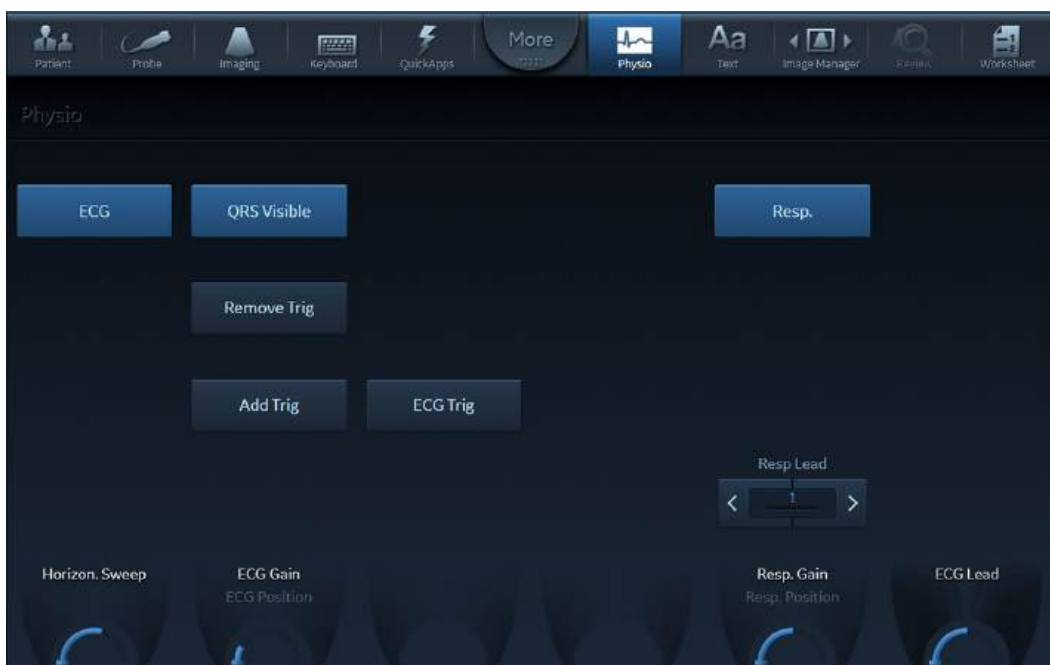 Patient
Probe
Imaging
Keyboard
QuickApps
More
Physio
Aa
Text
Image Manager
Review
Worksheet
Physio
ECG
QRS Visible
Resp.
Remove Trig
Add Trig
ECG Trig
Resp Lead
< 1 >
Horizon. Sweep
ECG Gain
ECG Position
Resp. Gain
Resp. Position
ECG Lead